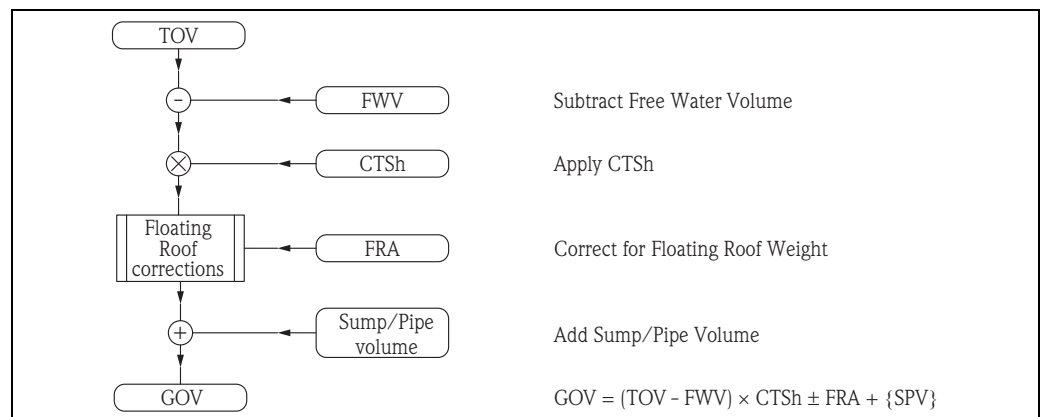 TOV
-
FWV
Subtract Free Water Volume
CTSh
Apply CTSh
Floating
Roof
corrections
FRA
Correct for Floating Roof Weight
+
Sump/Pipe
volume
Add Sump/Pipe Volume
GOV
GOV = (TOV - FWV) × CTSh ± FRA + {SPV}